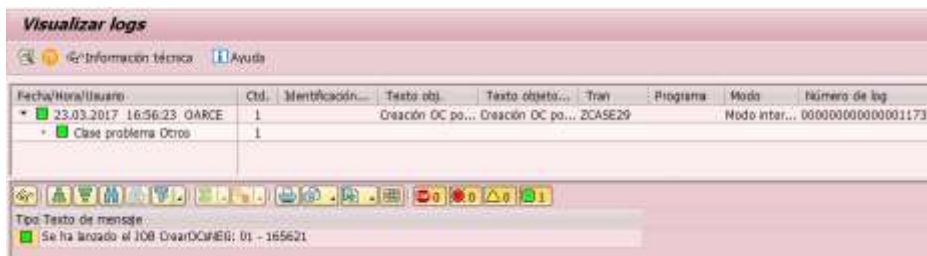 Visualizar logs
Información técnica Ayuda
Fecha/Hora/Usuario Ctd. Identificación... Texto obj. Texto objeto... Tran Programa Modo Número de log
23.03.2017 16:56:23 OARCE 1 Creación OC po... Creación OC po... ZCASE29 Modo inter... 00000000000000001173
Clase problema Otros 1
0 0 0 1
Tipo Texto de mensaje
Se ha lanzado el JOB 01 - 165621